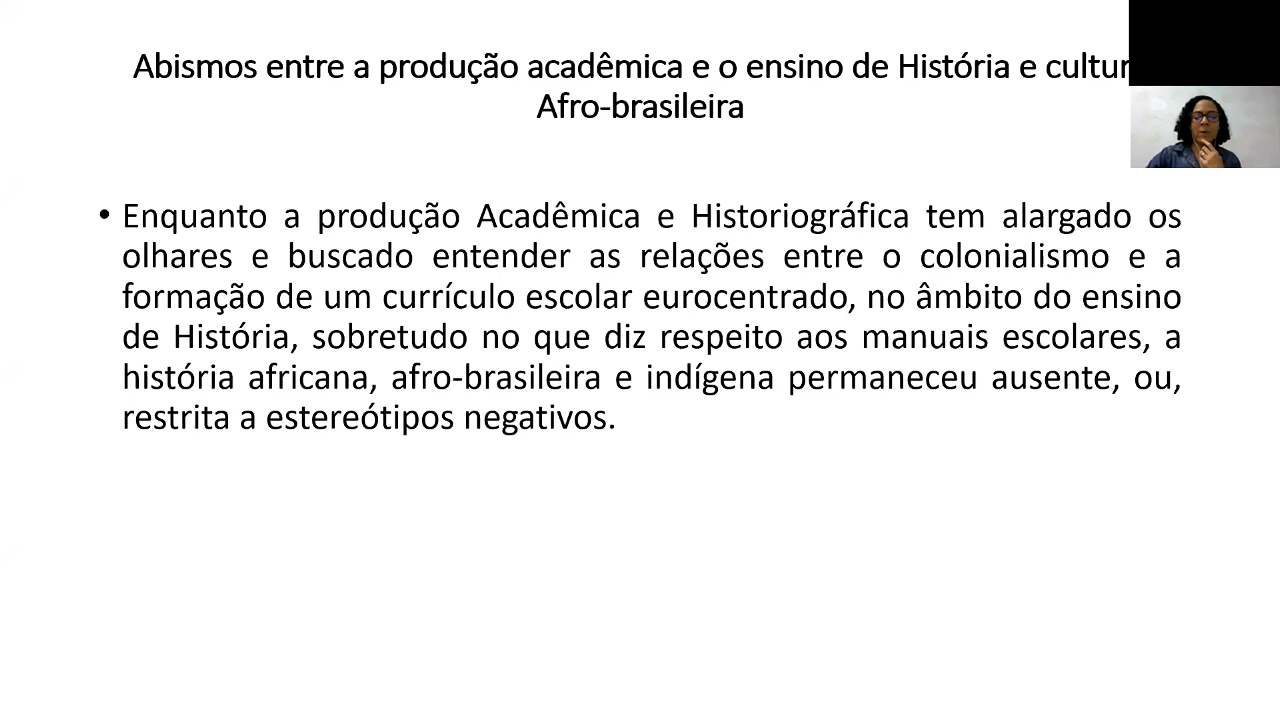 Abismos entre a produção acadêmica e o ensino de História e cultur
Afro-brasileira
• Enquanto a produção Acadêmica e Historiográfica tem alargado os
olhares e buscado entender as relações entre o colonialismo e a
formação de um currículo escolar eurocentrado, no âmbito do ensino
de História, sobretudo no que diz respeito aos manuais escolares, a
história africana, afro-brasileira e indígena permaneceu ausente, ou,
restrita a estereótipos negativos.